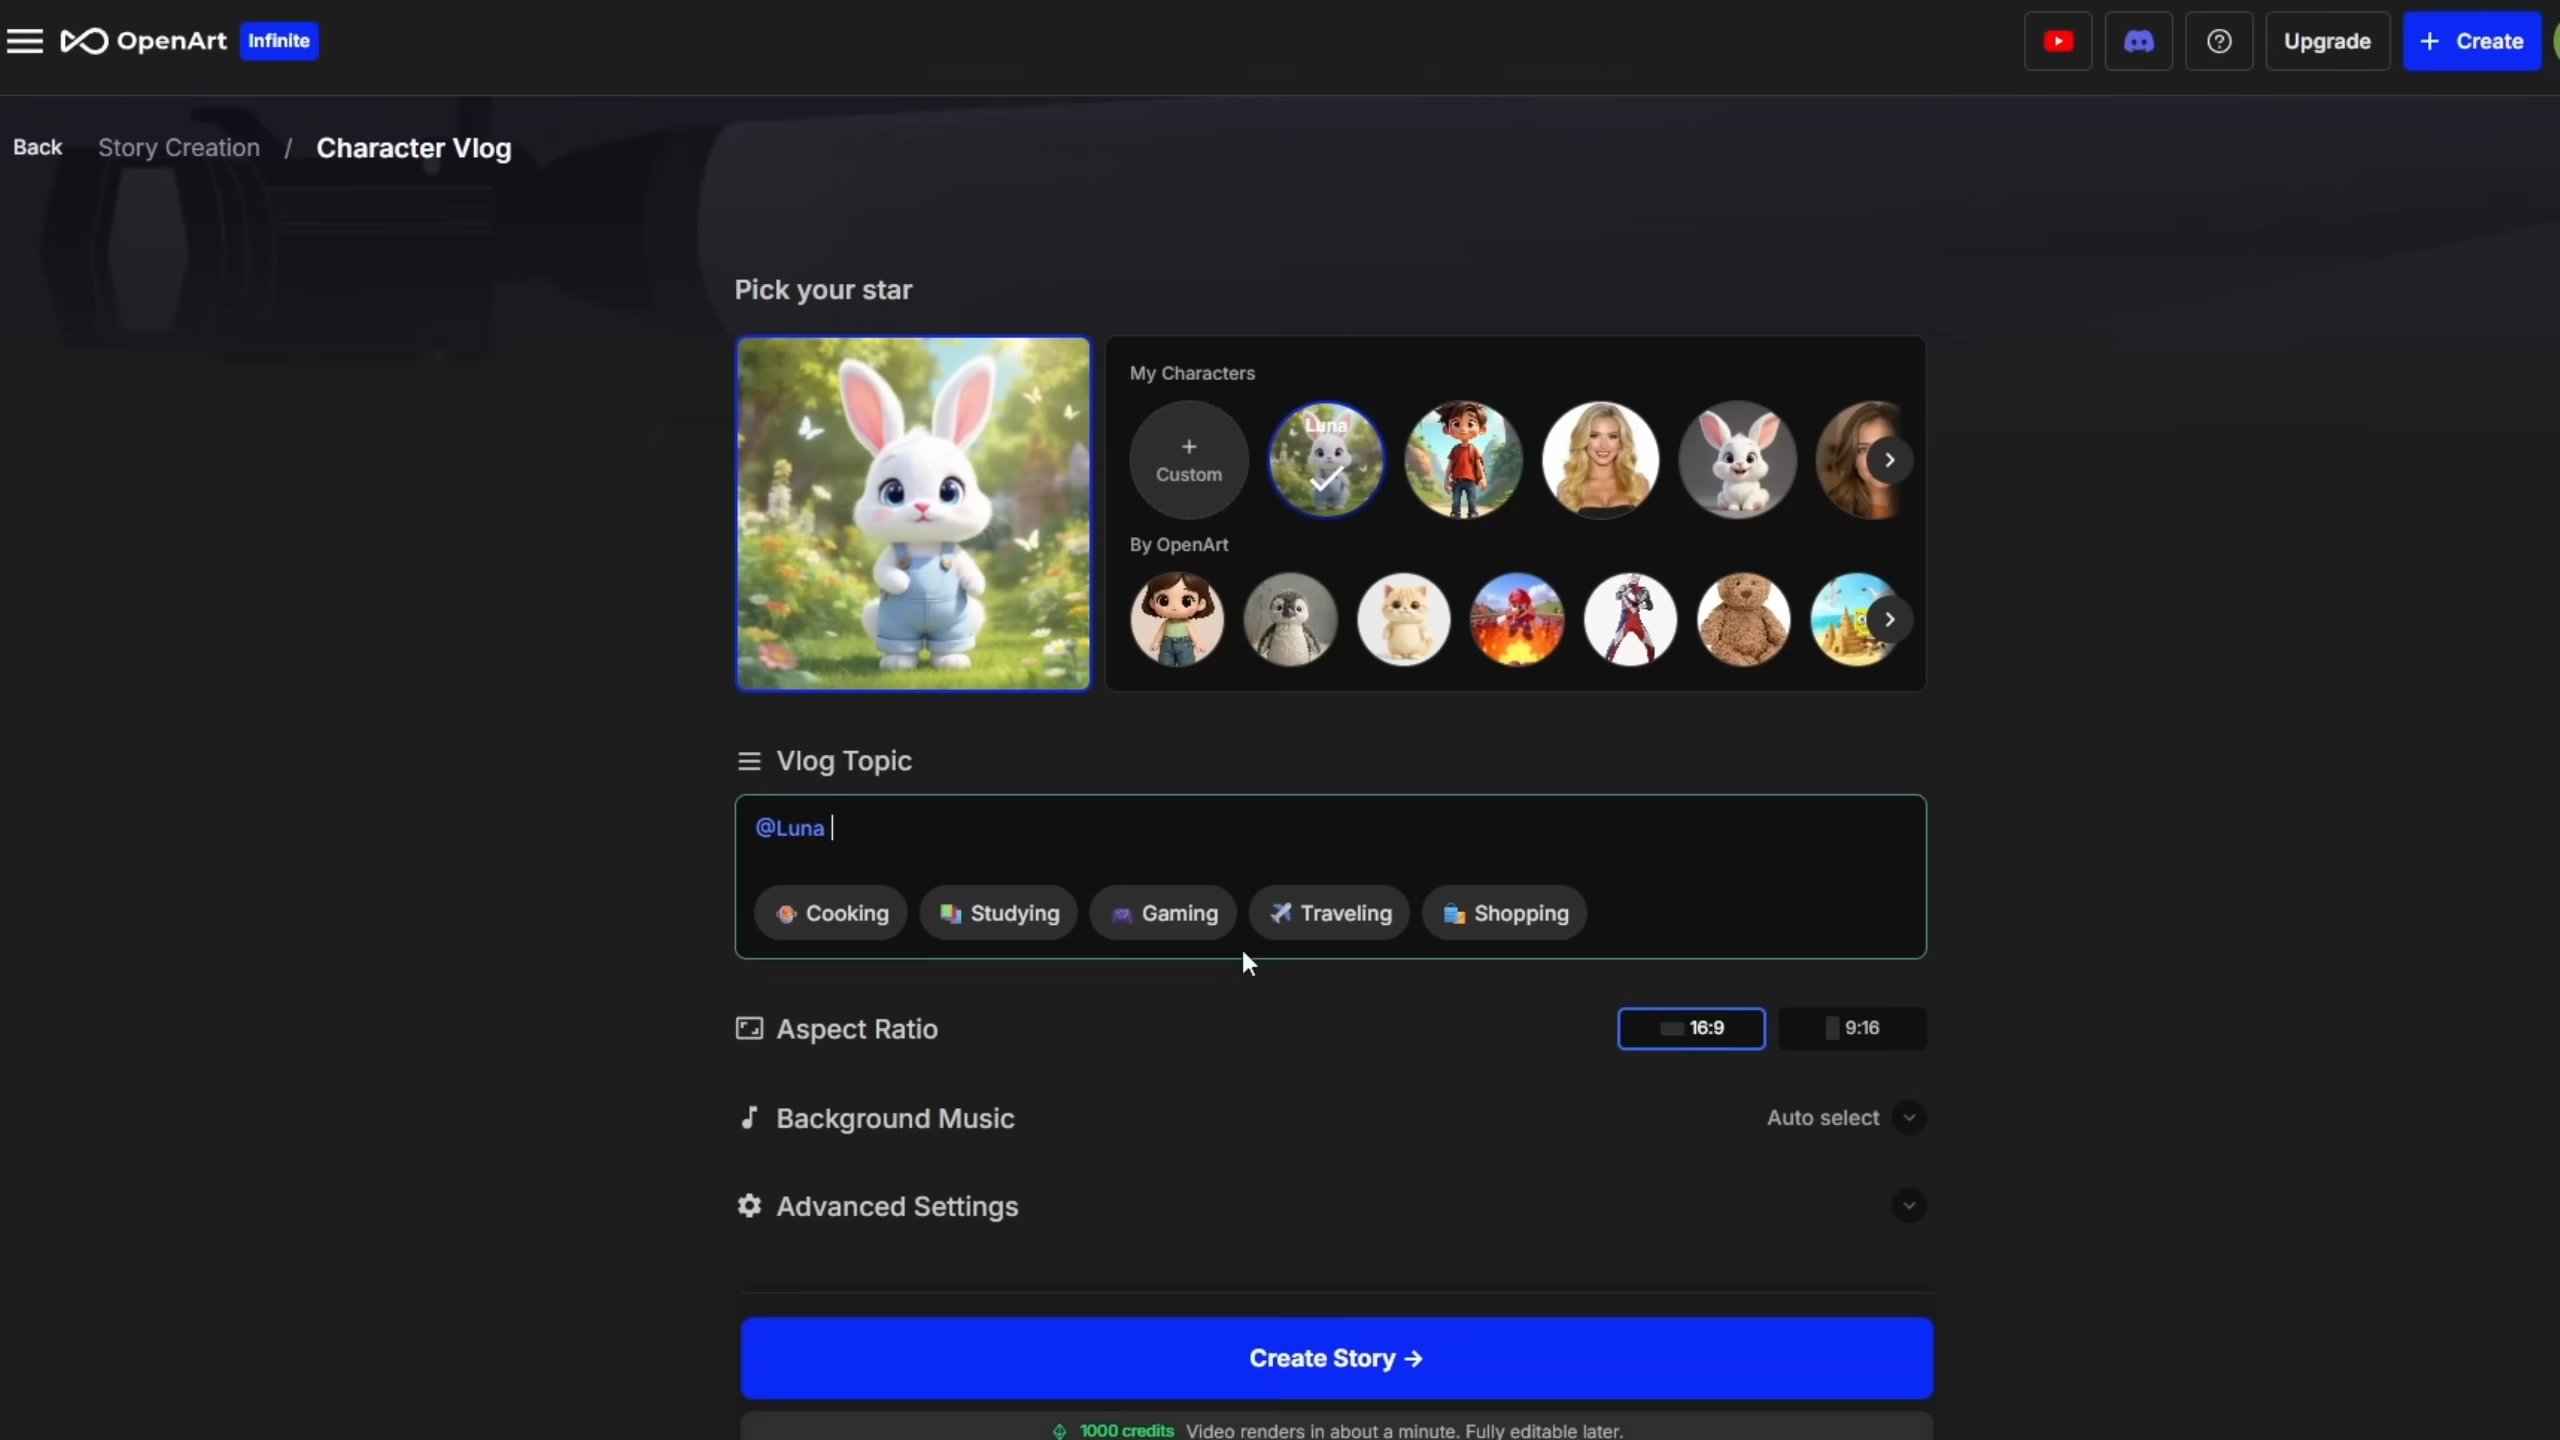 OpenArt Infinite
Upgrade
+ Create
Back Story Creation / Character Vlog
Pick your star
My Characters
+
Custom
Luna
By OpenArt
Vlog Topic
@Luna
Cooking Studying Gaming Traveling Shopping
Aspect Ratio
16:9 9:16
Background Music
Auto select
Advanced Settings
Create Story →
1000 credits Video renders in about a minute. Fully editable later.